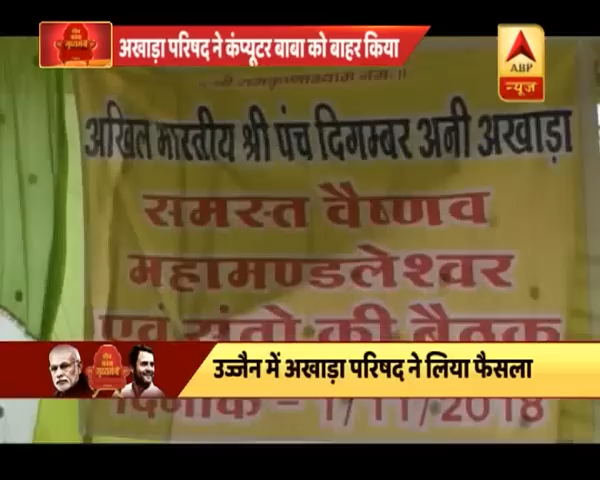 अखाड़ा परिषद ने कंप्यूटर बाबा को बाहर किया
ABP
न्यूज़
अखिल भारतीय श्री पंच दिगम्बर अनी अखाड़ा
समस्त वैष्णव
महामण्डलेश्वर
एवं संतो की बैठक
उज्जैन में अखाड़ा परिषद ने लिया फैसला
दिनांक - 1/11/2018